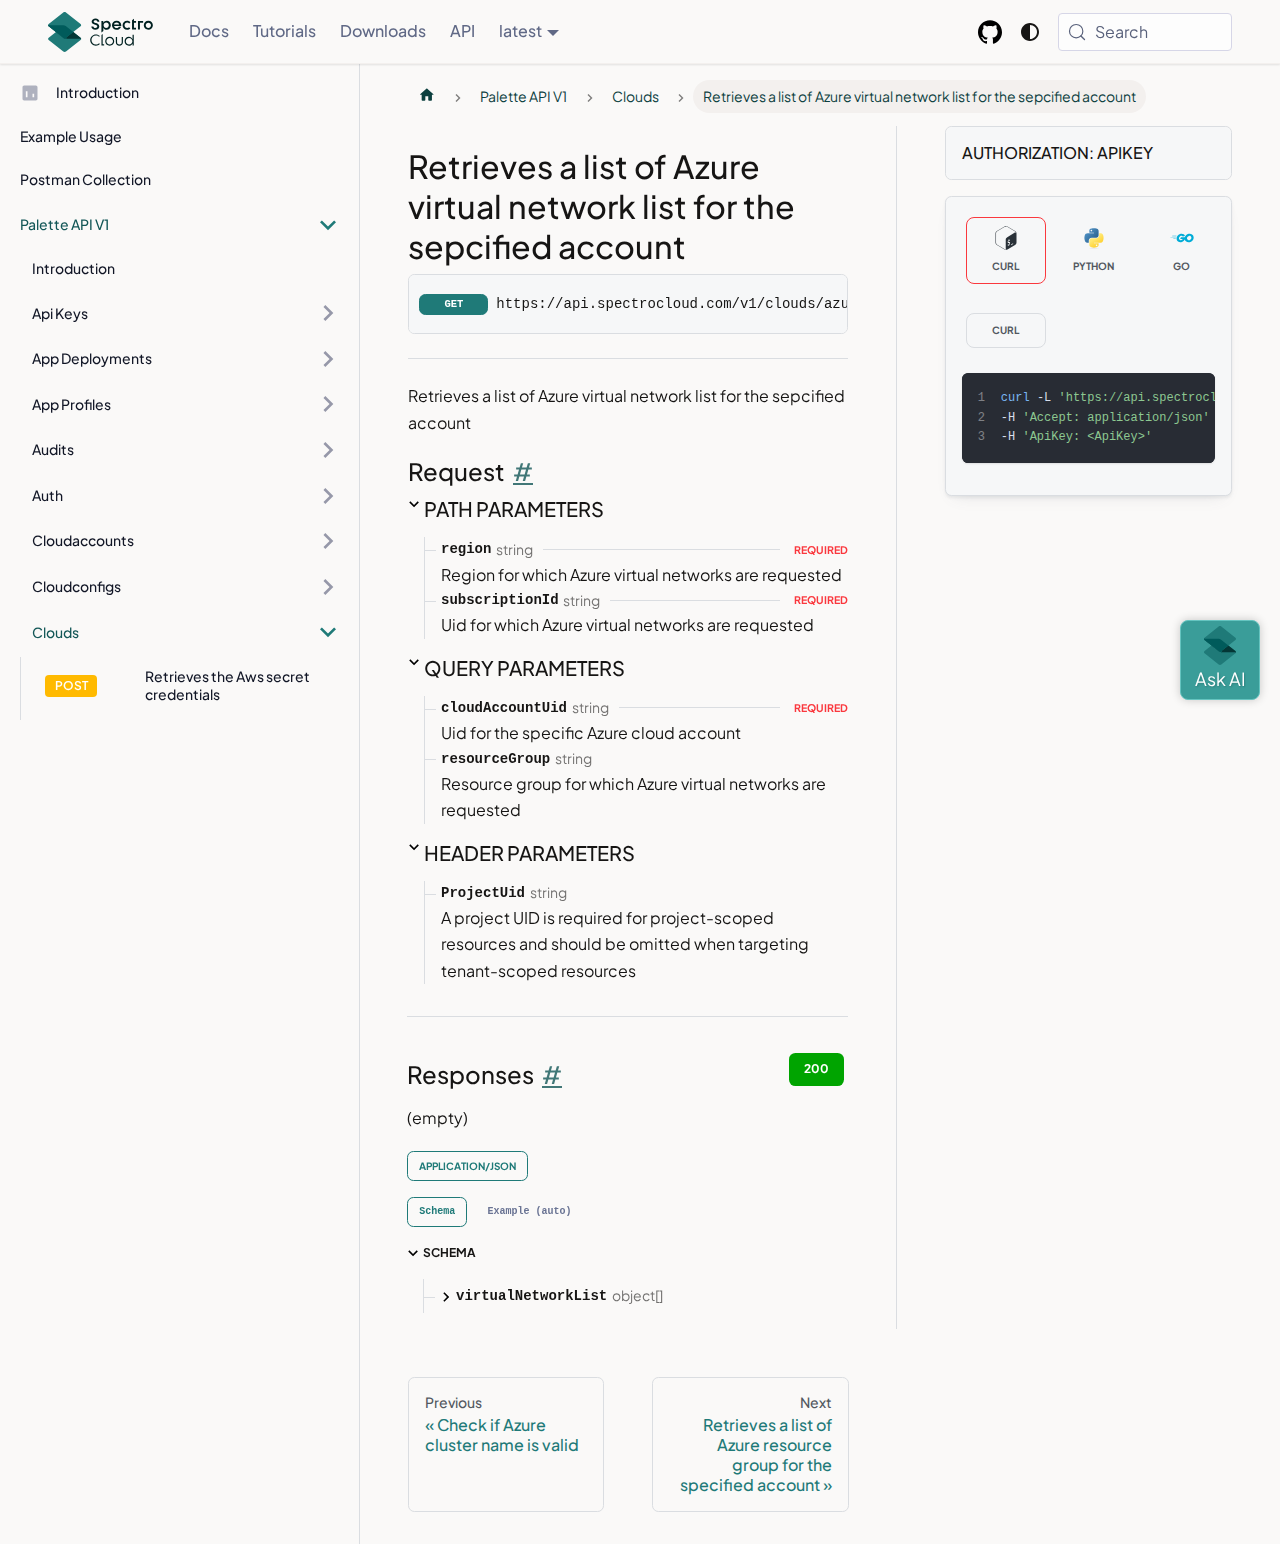 Spectro
Cloud
Docs
Tutorials
Downloads
API
latest
Search
Introduction
Example Usage
Postman Collection
Palette API V1
Introduction
Api Keys
App Deployments
App Profiles
Audits
Auth
Cloudaccounts
Cloudconfigs
Clouds
POST
Retrieves the Aws secret
credentials
Palette API V1
Clouds
Retrieves a list of Azure virtual network list for the sepcified account
Retrieves a list of Azure
virtual network list for the
sepcified account
GET
https://api.spectrocloud.com/v1/clouds/azu
Retrieves a list of Azure virtual network list for the sepcified
account
Request #
PATH PARAMETERS
region string REQUIRED
Region for which Azure virtual networks are requested
subscriptionId string REQUIRED
Uid for which Azure virtual networks are requested
QUERY PARAMETERS
cloudAccountUid string REQUIRED
Uid for the specific Azure cloud account
resourceGroup string
Resource group for which Azure virtual networks are
requested
HEADER PARAMETERS
ProjectUid string
A project UID is required for project-scoped
resources and should be omitted when targeting
tenant-scoped resources
Responses #
200
(empty)
APPLICATION/JSON
Schema
Example (auto)
SCHEMA
virtualNetworkList object[]
Previous
« Check if Azure
cluster name is valid
Next
Retrieves a list of
Azure resource
group for the
specified account »
AUTHORIZATION: APIKEY
CURL
PYTHON
GO
GO
CURL
1 curl -L 'https://api.spectrocl
2 -H 'Accept: application/json'
3 -H 'ApiKey: <ApiKey>'
Ask AI